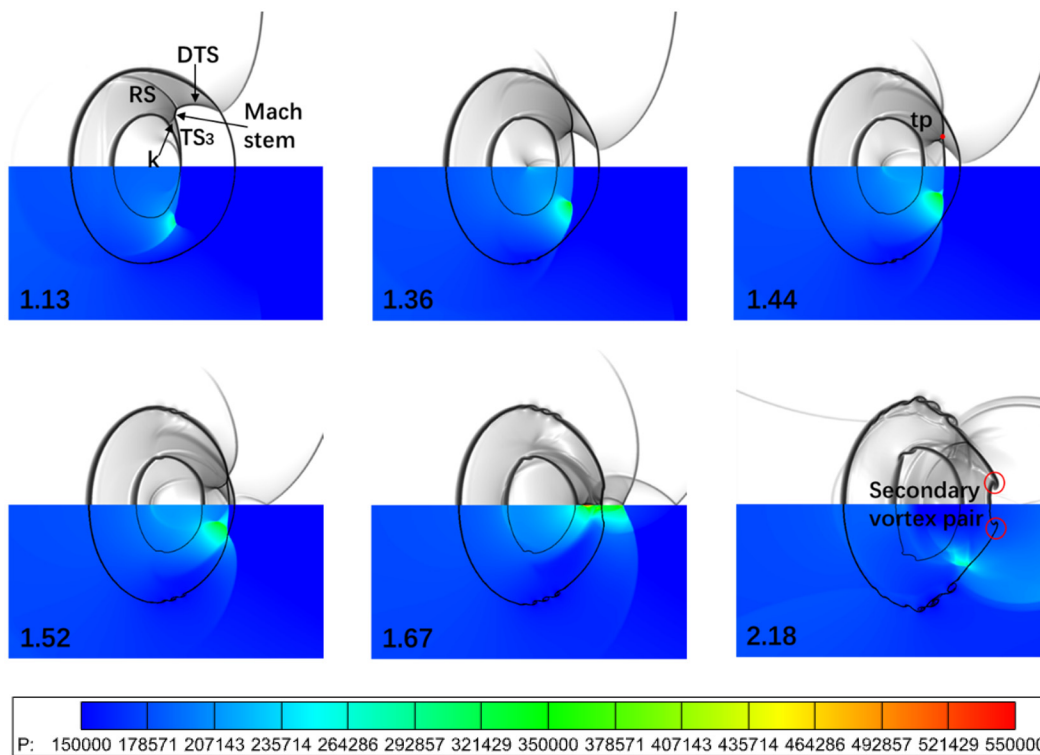 DTS
RS
Mach
stem
TS3
k
1.13
1.36
tp
1.44
1.52
1.67
Secondary
vortex pair
2.18
P: 150000 178571 207143 235714 264286 292857 321429 350000 378571 407143 435714 464286 492857 521429 550000